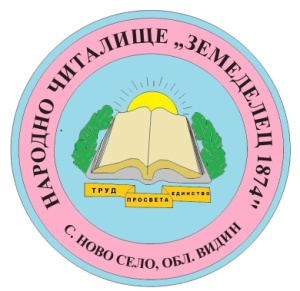 НАРОДНО ЧИТАЛИЩЕ „ЗЕМЕДЕЛЕЦ 1874"
ТРУД
ПРОСВЕТА
ЕДИНСТВО
С. НОВО СЕЛО, ОБЛ. ВИДИН